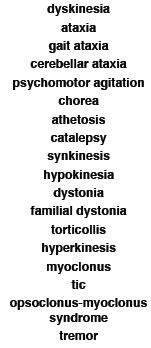 dyskinesia
ataxia
gait ataxia
cerebellar ataxia
psychomotor agitation
chorea
athetosis
catalepsy
synkinesis
hypokinesia
dystonia
familial dystonia
torticollis
hyperkinesis
myoclonus
tic
opsoclonus-myoclonus
syndrome
tremor